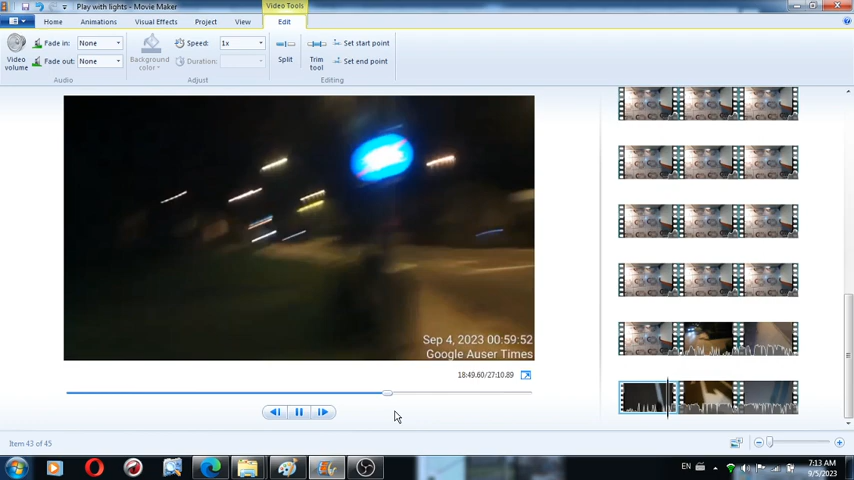 Play with lights - Movie Maker
Video Tools
Home Animations Visual Effects Project View Edit
Video volume
Fade in: None
Fade out: None
Audio
Background color
Speed: 1x
Duration:
Adjust
Split
Trim tool
Set start point
Set end point
Editing
Sep 4, 2023 00:59:52
Google Auser Times
18:49.60/27:10.89
Item 43 of 45
EN
7:13 AM
9/5/2023